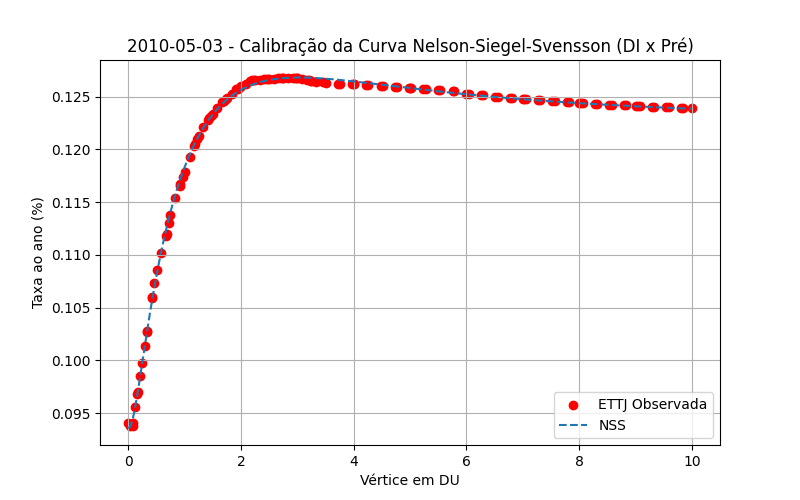 2010-05-03 - Calibração da Curva Nelson-Siegel-Svensson (DI x Pré)
Taxa ao ano (%)
0.125
0.120
0.115
0.110
0.105
0.100
0.095
ETTJ Observada
NSS
0 2 4 6 8 10
Vértice em DU